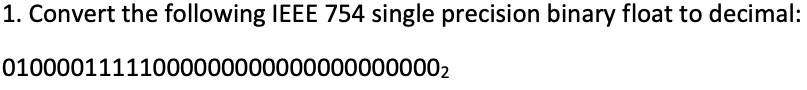 1. Convert the following IEEE 754 single precision binary float to decimal:
01000011111000000000000000000000₂